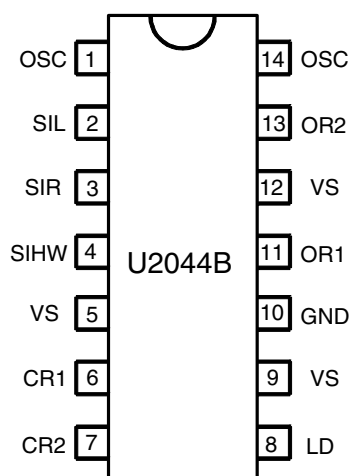 OSC 1 14 OSC
SIL 2 13 OR2
SIR 3 12 VS
SIHW 4 11 OR1
U2044B
VS 5 10 GND
CR1 6 9 VS
CR2 7 8 LD